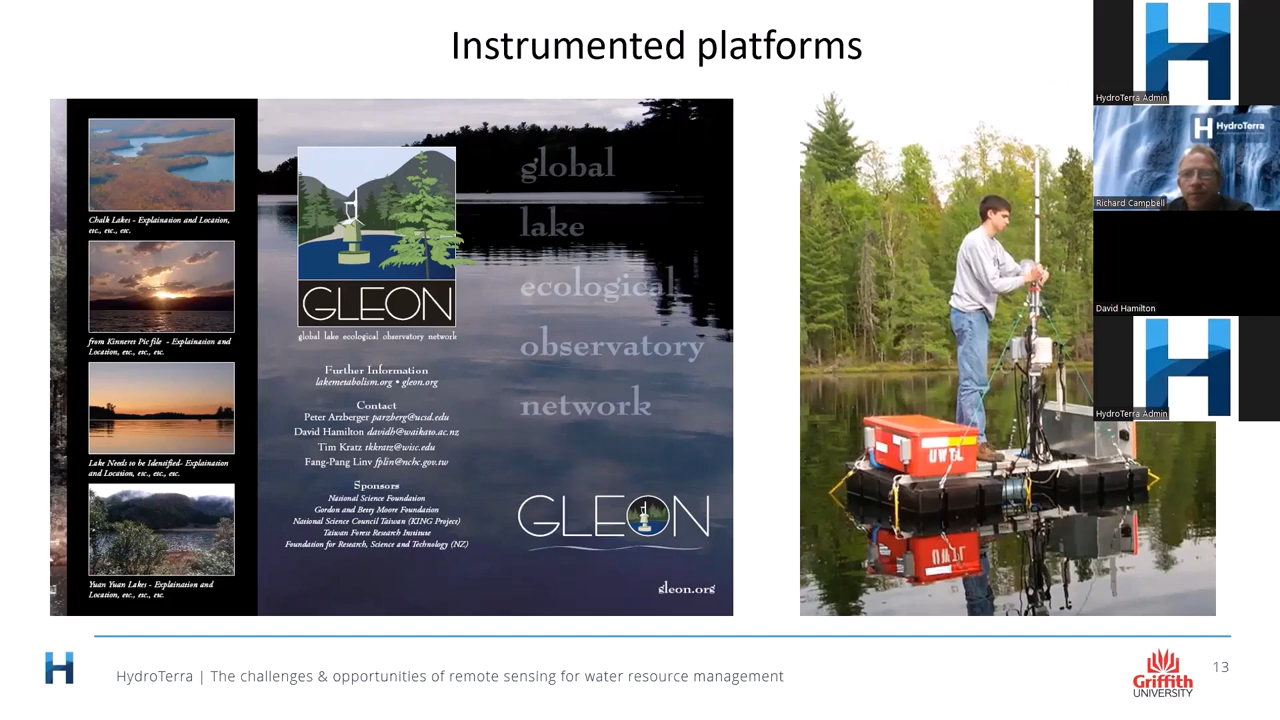 Instrumented platforms
Chalk Lakes - Explaination and Location,
etc., etc., etc.
from Kinneret Pic file - Explaination and
Location, etc., etc., etc.
Lake Needs to be Identified- Explaination
and Location, etc., etc., etc.
Yuan Yuan Lakes - Explaination and
Location, etc., etc., etc.
GLEON
global lake ecological observatory network
Further Information
lakemetabolism.org • gleon.org
Contact
Peter Arzberger parzberg@ucsd.edu
David Hamilton davidh@waikato.ac.nz
Tim Kratz tkkratz@wisc.edu
Fang-Pang Linv fplin@nchc.gov.tw
Sponsors
National Science Foundation
Gordon and Betty Moore Foundation
National Science Council Taiwan (KING Project)
Taiwan Forest Research Institute
Foundation for Research, Science and Technology (NZ)
global
lake
ecological
observatory
network
GLEON
gleon.org
UWTL
HydroTerra Admin
H HydroTerra
Richard Campbell
David Hamilton
HydroTerra Admin
HydroTerra | The challenges & opportunities of remote sensing for water resource management
Griffith
UNIVERSITY
13